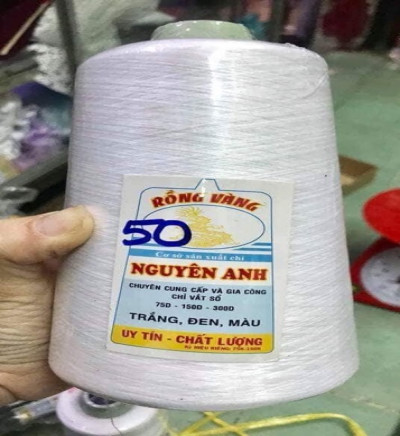 RỒNG VÀNG
50
Cơ sở sản xuất chỉ
NGUYÊN ANH
CHUYÊN CUNG CẤP VÀ GIA CÔNG
CHỈ VẮT SỔ
75D - 150D - 300D
TRẮNG, ĐEN, MÀU
UY TÍN - CHẤT LƯỢNG